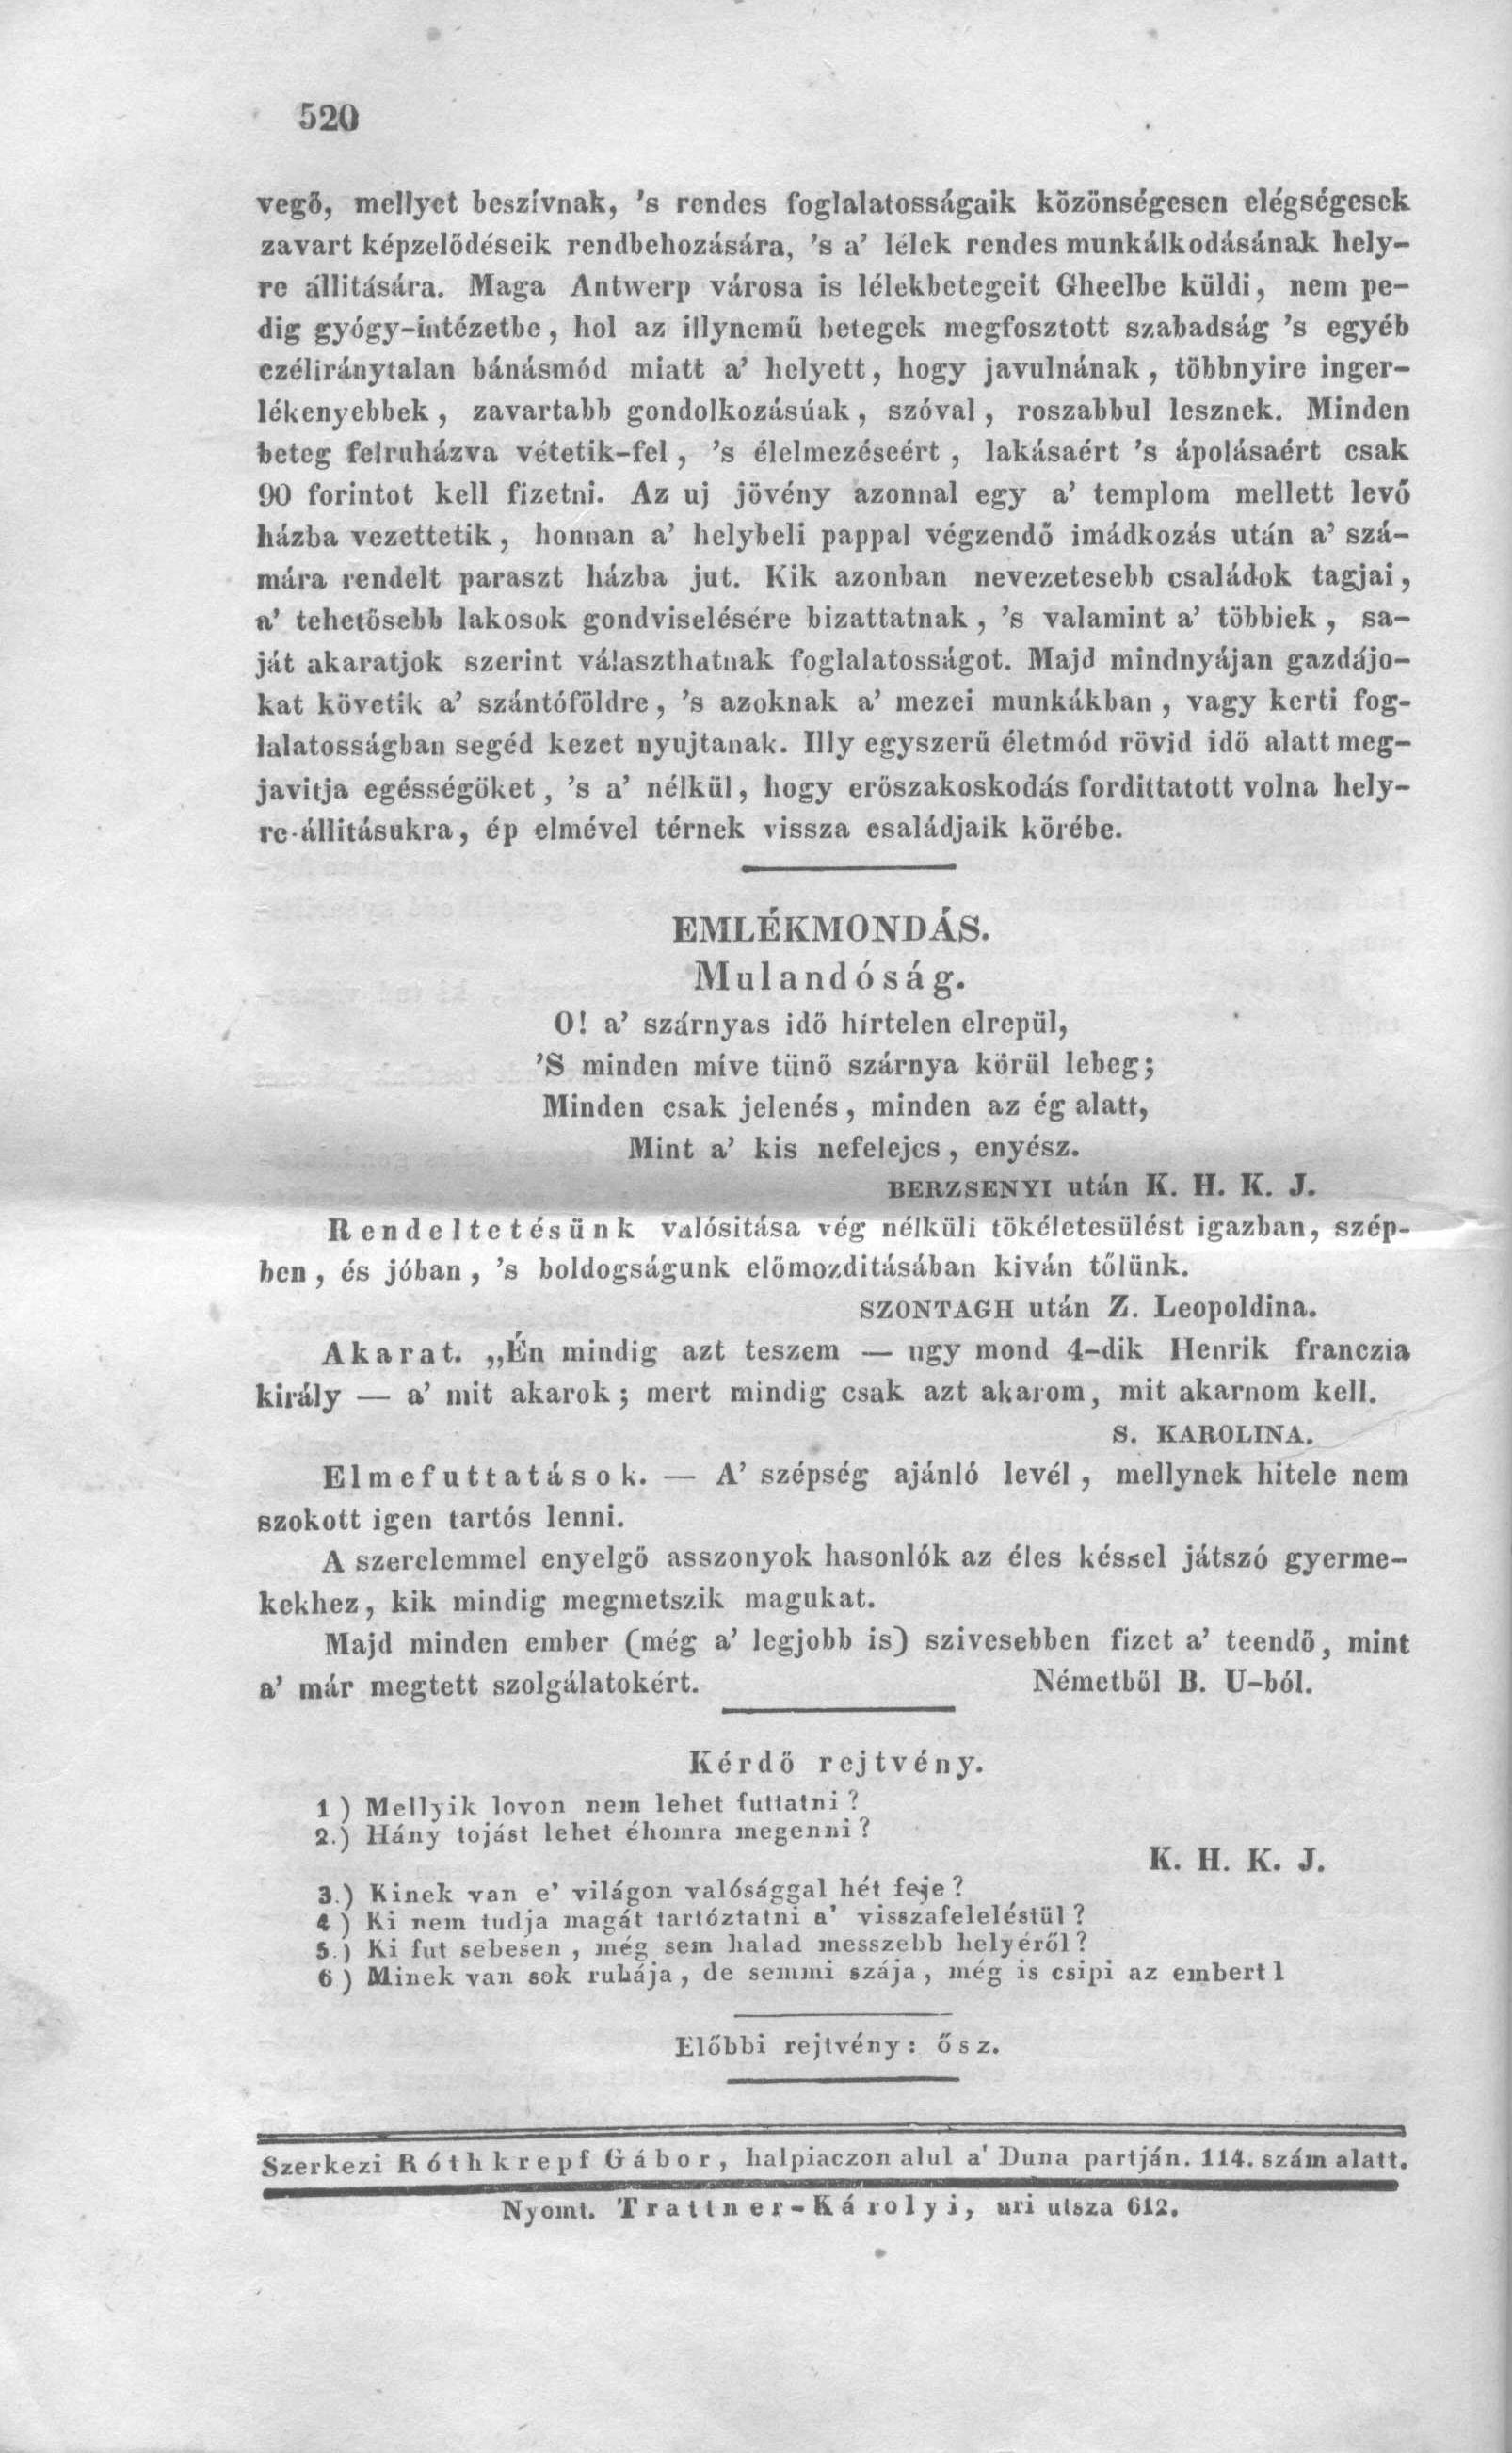 520
vegő, mellyet beszívnak, 's rendes foglalatosságaik közönségesen elégségesek
zavart képzelődéseik rendbehozására, 's a' lélek rendes munkálkodásának hely-
re állitására. Maga Antwerp városa is lélekbetegeit Gheelbe küldi, nem pe-
dig gyógy-intézetbe, hol az illynemű betegek megfosztott szabadság 's egyéb
czéliránytalan bánásmód miatt a' helyett, hogy javulnának, többnyire inger-
lékenyebbek, zavartabb gondolkozásúak, szóval, roszabbul lesznek. Minden
beteg felruházva vétetik-fel, 's élelmezéseért, lakásaért 's ápolásaért csak
90 forintot kell fizetni. Az uj jövény azonnal egy a' templom mellett levő
házba vezettetik, honnan a' helybeli pappal végzendő imádkozás után a' szá-
mára rendelt paraszt házba jut. Kik azonban nevezetesebb családok tagjai,
a' tehetősebb lakosok gondviselésére bizattatnak, 's valamint a' többiek, sa-
ját akaratjok szerint választhatnak foglalatosságot. Majd mindnyájan gazdájo-
kat követik a' szántóföldre, 's azoknak a' mezei munkákban, vagy kerti fog-
lalatosságban segéd kezet nyujtanak. Illy egyszerű életmód rövid idő alatt meg-
javitja egésségöket, 's a' nélkül, hogy erőszakoskodás fordittatott volna hely-
re-állitásukra, ép elmével térnek vissza családjaik körébe.
EMLÉKMONDÁS.
Mulandóság.
O! a' szárnyas idő hirtelen elrepül,
'S minden míve tünő szárnya körül lebeg;
Minden csak jelenés, minden az ég alatt,
Mint a' kis nefelejcs, enyész.
BERZSENYI után K. H. K. J.
Rendeltetésünk valósitása vég nélküli tökéletesülést igazban, szép-
ben, és jóban, 's boldogságunk előmozditásában kiván tőlünk.
SZONTAGH után Z. Leopoldina.
Akarat. „Én mindig azt teszem — ugy mond 4-dik Henrik franczia
király — a' mit akarok; mert mindig csak azt akarom, mit akarnom kell.
S. KAROLINA.
Elmefuttatások. — A' szépség ajánló levél, mellynek hitele nem
szokott igen tartós lenni.
A szerelemmel enyelgő asszonyok hasonlók az éles késsel játszó gyerme-
kekhez, kik mindig megmetszik magukat.
Majd minden ember (még a' legjobb is) szivesebben fizet a' teendő, mint
a' már megtett szolgálatokért. Németből B. U-ból.
Kérdő rejtvény.
1) Mellyik lovon nem lehet futtatni?
2.) Hány tojást lehet éhomra megenni?
K. H. K. J.
3.) Kinek van e' világon valósággal hét feje?
4) Ki nem tudja magát tartóztatni a' visszafeleléstül?
5.) Ki fut sebesen, még sem halad messzebb helyéről?
6) Minek van sok ruhája, de semmi szája, még is csipi az embert1
Előbbi rejtvény: ősz.
Szerkezi Róthkrepf Gábor, halpiaczon alul a' Duna partján. 114. szám alatt.
Nyomt. Trattner-Károlyi, uri utsza 612.